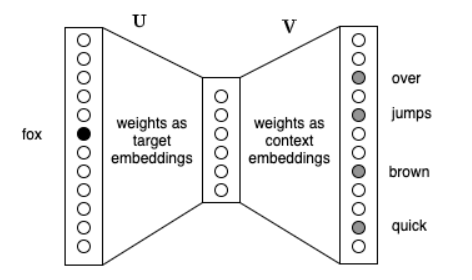 U
V
fox
weights as
target
embeddings
weights as
context
embeddings
over
jumps
brown
quick